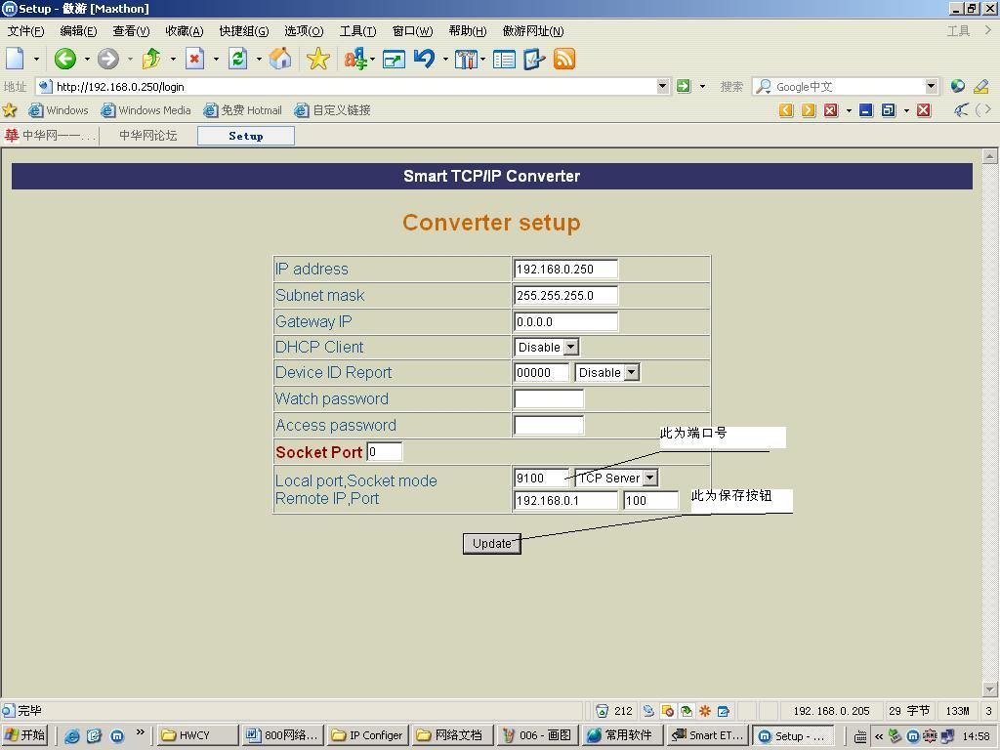 Setup - 傲游 [Maxthon]
文件(F) 编辑(E) 查看(V) 收藏(A) 快捷组(G) 选项(O) 工具(T) 窗口(W) 帮助(H) 傲游网址(N) 工具
地址 http://192.168.0.250/login 搜索 Google中文
Windows Windows Media 免费 Hotmail 自定义链接
中华网一一... 中华网论坛 Setup
Smart TCP/IP Converter
Converter setup
IP address 192.168.0.250
Subnet mask 255.255.255.0
Gateway IP 0.0.0.0
DHCP Client Disable
Device ID Report 00000 Disable
Watch password
Access password
此为端口号
Socket Port 0
Local port,Socket mode 9100 TCP Server
Remote IP,Port 192.168.0.1 100
此为保存按钮
Update
完毕 212 192.168.0.205 29 字节 133M 3
开始 HWCY 800网络... IP Configer 网络文档 006 - 画图 常用软件 Smart ET... Setup - ... 14:58